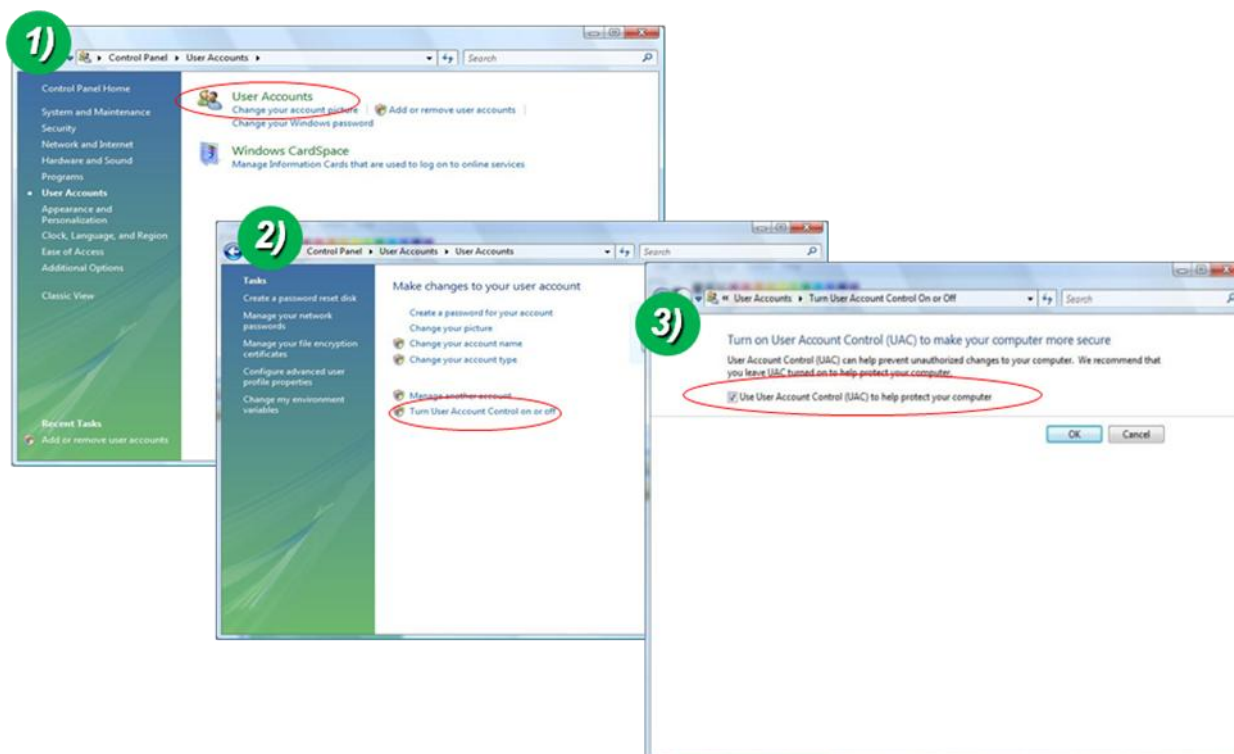 1)
Control Panel ▸ User Accounts ▸
Search
Control Panel Home
System and Maintenance
Security
Network and Internet
Hardware and Sound
Programs
• User Accounts
Appearance and
Personalization
Clock, Language, and Region
Ease of Access
Additional Options
Classic View
Recent Tasks
Add or remove user accounts
User Accounts
Change your account picture | Add or remove user accounts |
Change your Windows password
Windows CardSpace
Manage Information Cards that are used to log on to online services
2)
Control Panel ▸ User Accounts ▸ User Accounts
Search
Tasks
Create a password reset disk
Manage your network
passwords
Manage your file encryption
certificates
Configure advanced user
profile properties
Change my environment
variables
Make changes to your user account
Create a password for your account
Change your picture
Change your account name
Change your account type
Manage another account
Turn User Account Control on or off
3)
« User Accounts ▸ Turn User Account Control On or Off
Search
Turn on User Account Control (UAC) to make your computer more secure
User Account Control (UAC) can help prevent unauthorized changes to your computer. We recommend that
you leave UAC turned on to help protect your computer.
Use User Account Control (UAC) to help protect your computer
OK Cancel